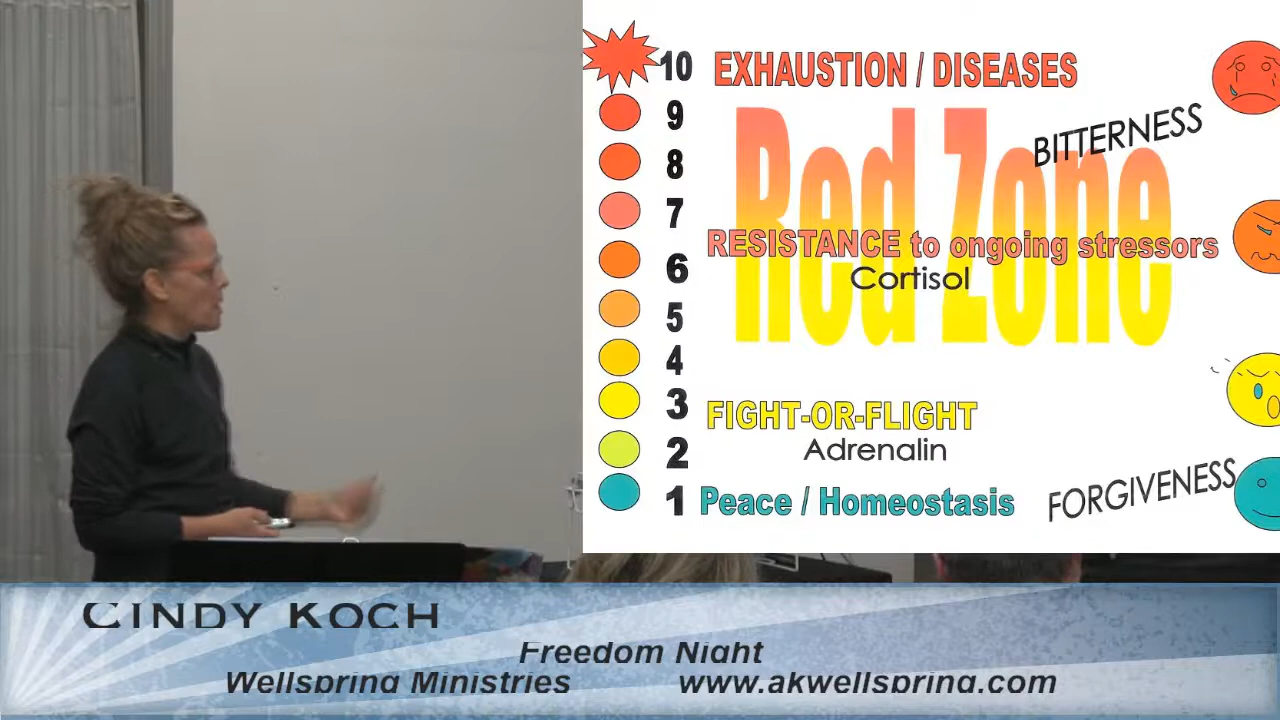 10 EXHAUSTION / DISEASES
9
BITTERNESS
8
Red Zone
7
RESISTANCE to ongoing stressors
6
Cortisol
5
4
3
FIGHT-OR-FLIGHT
2
Adrenalin
1 Peace / Homeostasis
FORGIVENESS
CINDY KOCH
Freedom Night
Wellspring Ministries www.akwellspring.com